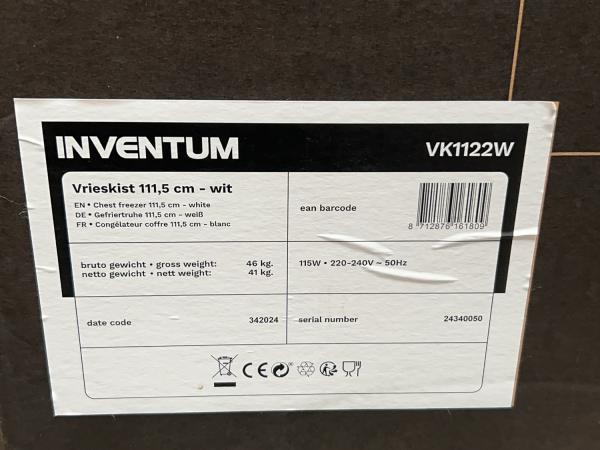 INVENTUM
VK1122W
Vrieskist 111,5 cm - wit
EN • Chest freezer 111,5 cm - white
DE • Gefriertruhe 111,5 cm - weiß
FR • Congélateur coffre 111,5 cm - blanc
ean barcode
8 712876 161809
bruto gewicht • gross weight: 46 kg.
netto gewicht • nett weight: 41 kg.
115W • 220-240V ~ 50Hz
date code 342024
serial number 24340050
CE